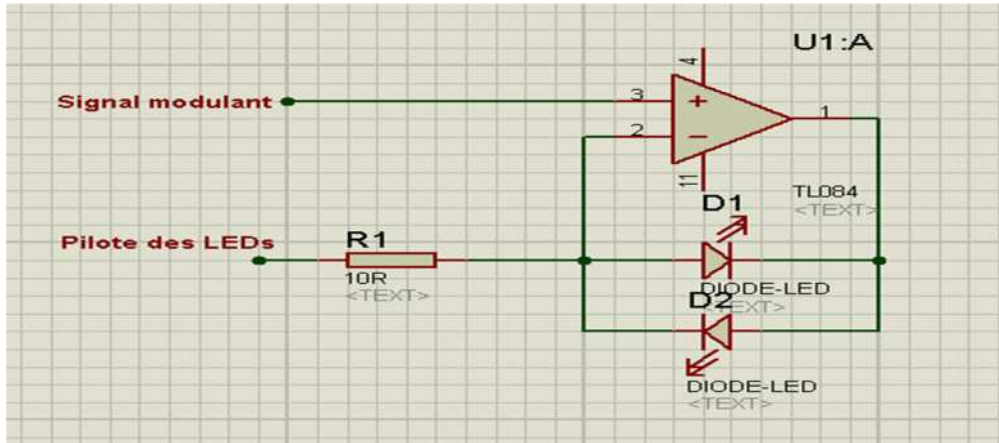 U1:A
4
Signal modulant
3
1
2
11
TL084
<TEXT>
D1
Pilote des LEDs
R1
10R
<TEXT>
DIODE-LED
<TEXT>
D2
DIODE-LED
<TEXT>